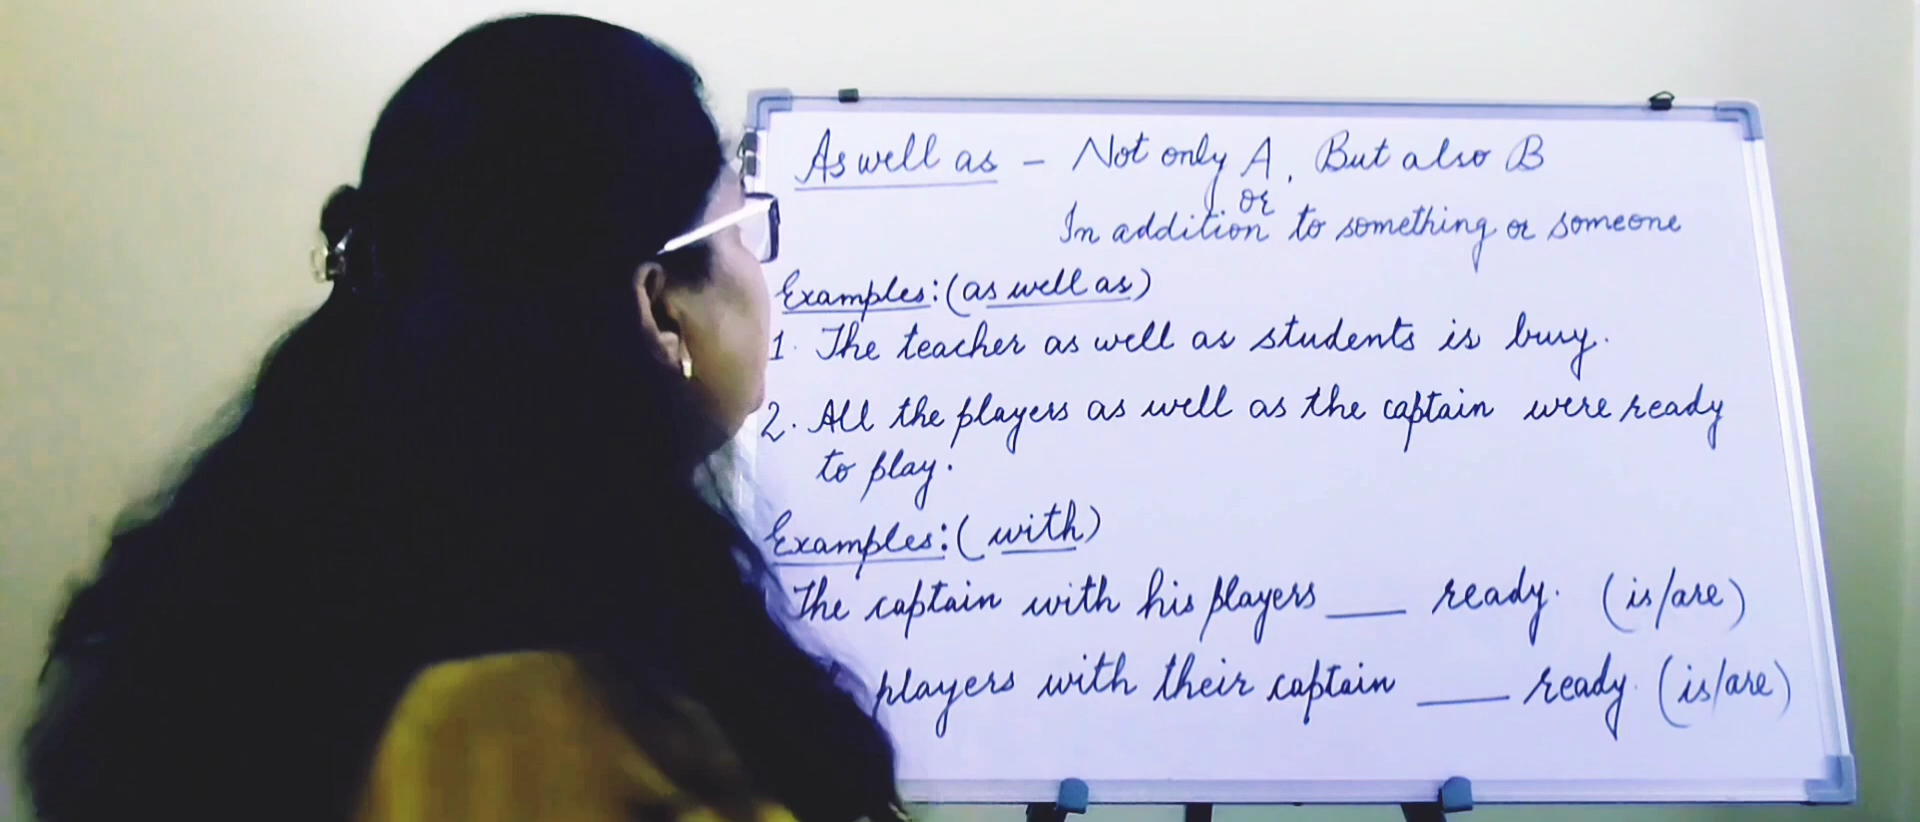 As well as - Not only A, But also B
or
In addition to something or someone
Examples: (as well as)
1. The teacher as well as students is busy.
2. All the players as well as the captain were ready
to play.
Examples: (with)
The captain with his players ___ ready. (is/are)
players with their captain ___ ready. (is/are)